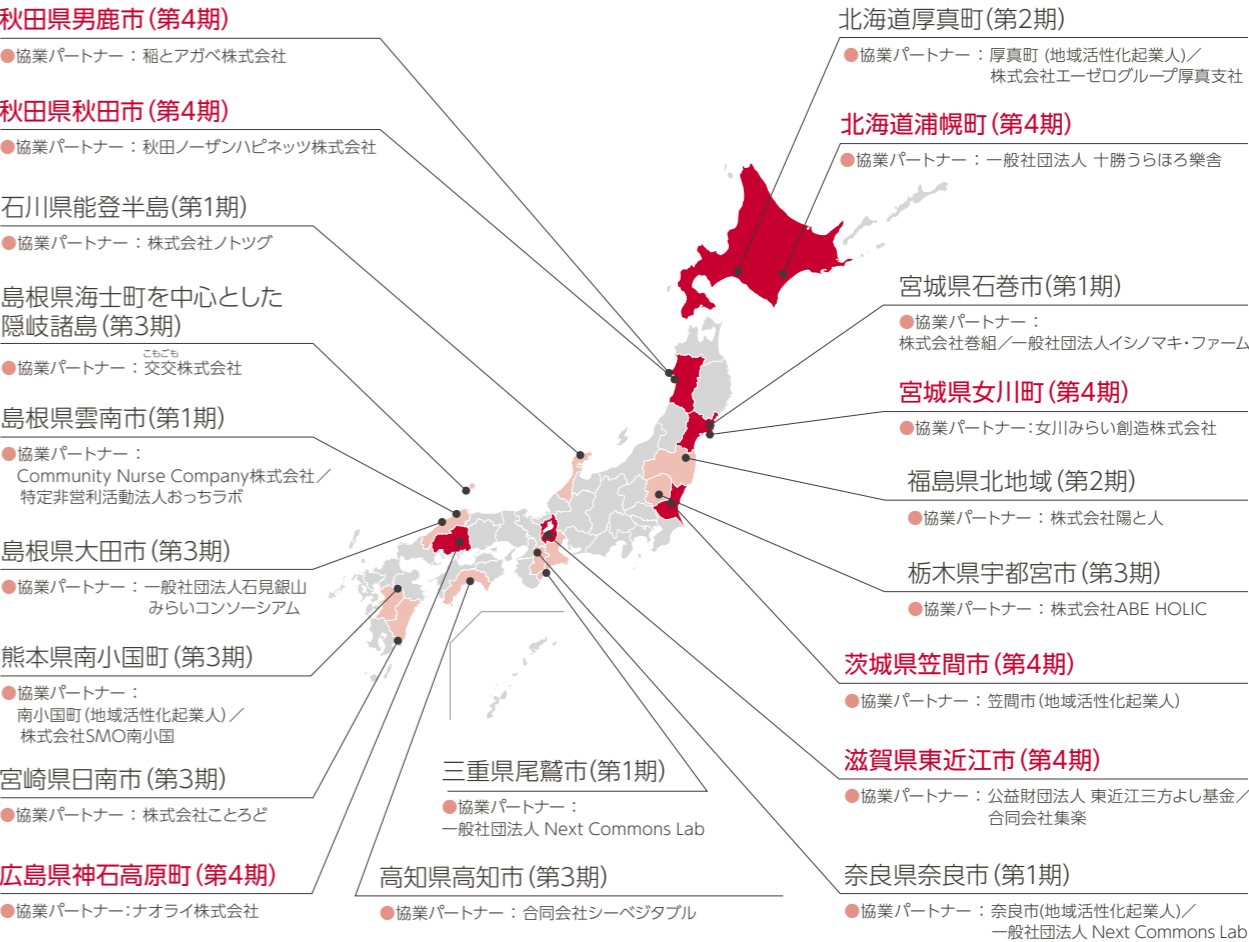 秋田県男鹿市(第4期)
●協業パートナー：稲とアガベ株式会社
秋田県秋田市(第4期)
●協業パートナー：秋田ノーザンハピネッツ株式会社
石川県能登半島(第1期)
●協業パートナー：株式会社ノトツグ
島根県海士町を中心とした
隠岐諸島(第3期)
こもごも
●協業パートナー：交交株式会社
島根県雲南市(第1期)
●協業パートナー：
Community Nurse Company株式会社／
特定非営利活動法人おっちラボ
島根県大田市(第3期)
●協業パートナー：一般社団法人石見銀山
みらいコンソーシアム
熊本県南小国町(第3期)
●協業パートナー：
南小国町(地域活性化起業人)／
株式会社SMO南小国
宮崎県日南市(第3期)
●協業パートナー：株式会社ことろど
広島県神石高原町(第4期)
●協業パートナー：ナオライ株式会社
三重県尾鷲市(第1期)
●協業パートナー：
一般社団法人 Next Commons Lab
高知県高知市(第3期)
●協業パートナー：合同会社シーベジタブル
北海道厚真町(第2期)
●協業パートナー：厚真町 (地域活性化起業人)／
株式会社エーゼログループ厚真支社
北海道浦幌町(第4期)
●協業パートナー：一般社団法人 十勝うらほろ樂舎
宮城県石巻市(第1期)
●協業パートナー：
株式会社巻組／一般社団法人イシノマキ・ファーム
宮城県女川町(第4期)
●協業パートナー：女川みらい創造株式会社
福島県北地域(第2期)
●協業パートナー：株式会社陽と人
栃木県宇都宮市(第3期)
●協業パートナー：株式会社ABE HOLIC
茨城県笠間市(第4期)
●協業パートナー：笠間市(地域活性化起業人)
滋賀県東近江市(第4期)
●協業パートナー：公益財団法人 東近江三方よし基金／
合同会社集楽
奈良県奈良市(第1期)
●協業パートナー：奈良市(地域活性化起業人)／
一般社団法人 Next Commons Lab